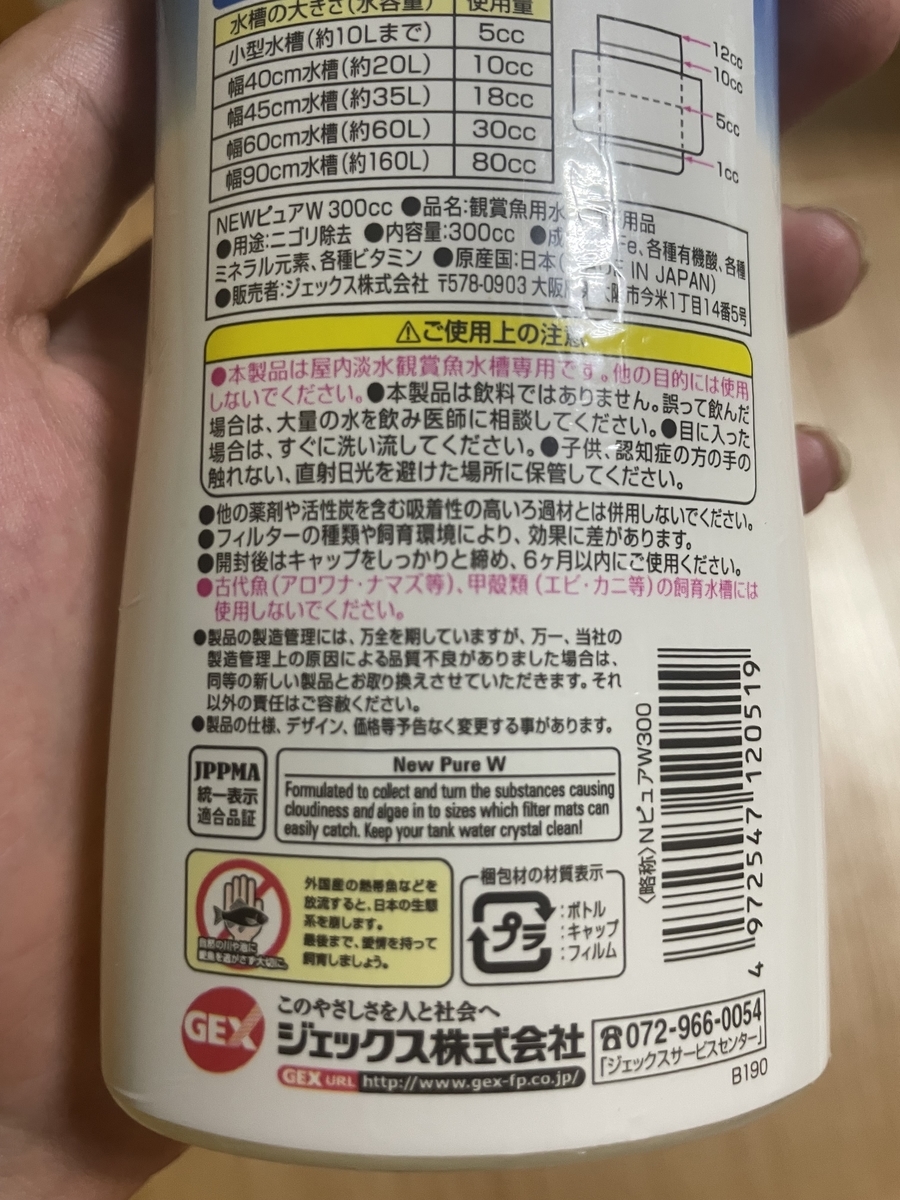 水槽の大きさ(水容量) 使用量
小型水槽(約10Lまで) 5cc
幅40cm水槽(約20L) 10cc
幅45cm水槽(約35L) 18cc
幅60cm水槽(約60L) 30cc
幅90cm水槽(約160L) 80cc
12cc
10cc
5cc
1cc
NEWピュアW 300cc ●品名:観賞魚用水 用品
●用途:ニゴリ除去 ●内容量:300cc ●成 Fe、各種有機酸、各種
ミネラル元素、各種ビタミン ●原産国:日本( DE IN JAPAN)
●販売者:ジェックス株式会社 〒578-0903 大阪 大阪市今米1丁目14番5号
⚠ご使用上の注意
●本製品は屋内淡水観賞魚水槽専用です。他の目的には使用
しないでください。●本製品は飲料ではありません。誤って飲んだ
場合は、大量の水を飲み医師に相談してください。●目に入った
場合は、すぐに洗い流してください。●子供、認知症の方の手の
触れない、直射日光を避けた場所に保管してください。
●他の薬剤や活性炭を含む吸着性の高いろ過材とは併用しないでください。
●フィルターの種類や飼育環境により、効果に差があります。
●開封後はキャップをしっかりと締め、6ヶ月以内にご使用ください。
●古代魚(アロワナ・ナマズ等)、甲殻類(エビ・カニ等)の飼育水槽には
使用しないでください。
●製品の製造管理には、万全を期していますが、万一、当社の
製造管理上の原因による品質不良がありました場合は、
同等の新しい製品とお取り換えさせていただきます。それ
以外の責任はご容赦ください。
●製品の仕様、デザイン、価格等予告なく変更する事があります。
JPPMA
統一表示
適合品証
New Pure W
Formulated to collect and turn the substances causing
cloudiness and algae in to sizes which filter mats can
easily catch. Keep your tank water crystal clean!
〈略称〉NピュアW300
4 972547 120519
自然の川や池に
観魚を逃がさず大切に。
外国産の熱帯魚などを
放流すると、日本の生態
系を崩します。
最後まで、愛情を持って
飼育しましょう。
梱包材の材質表示
プラ
:ボトル
:キャップ
:フィルム
GEX
このやさしさを人と社会へ
ジェックス株式会社
GEX URL http://www.gex-fp.co.jp/
☎072-966-0054
「ジェックスサービスセンター」
B190